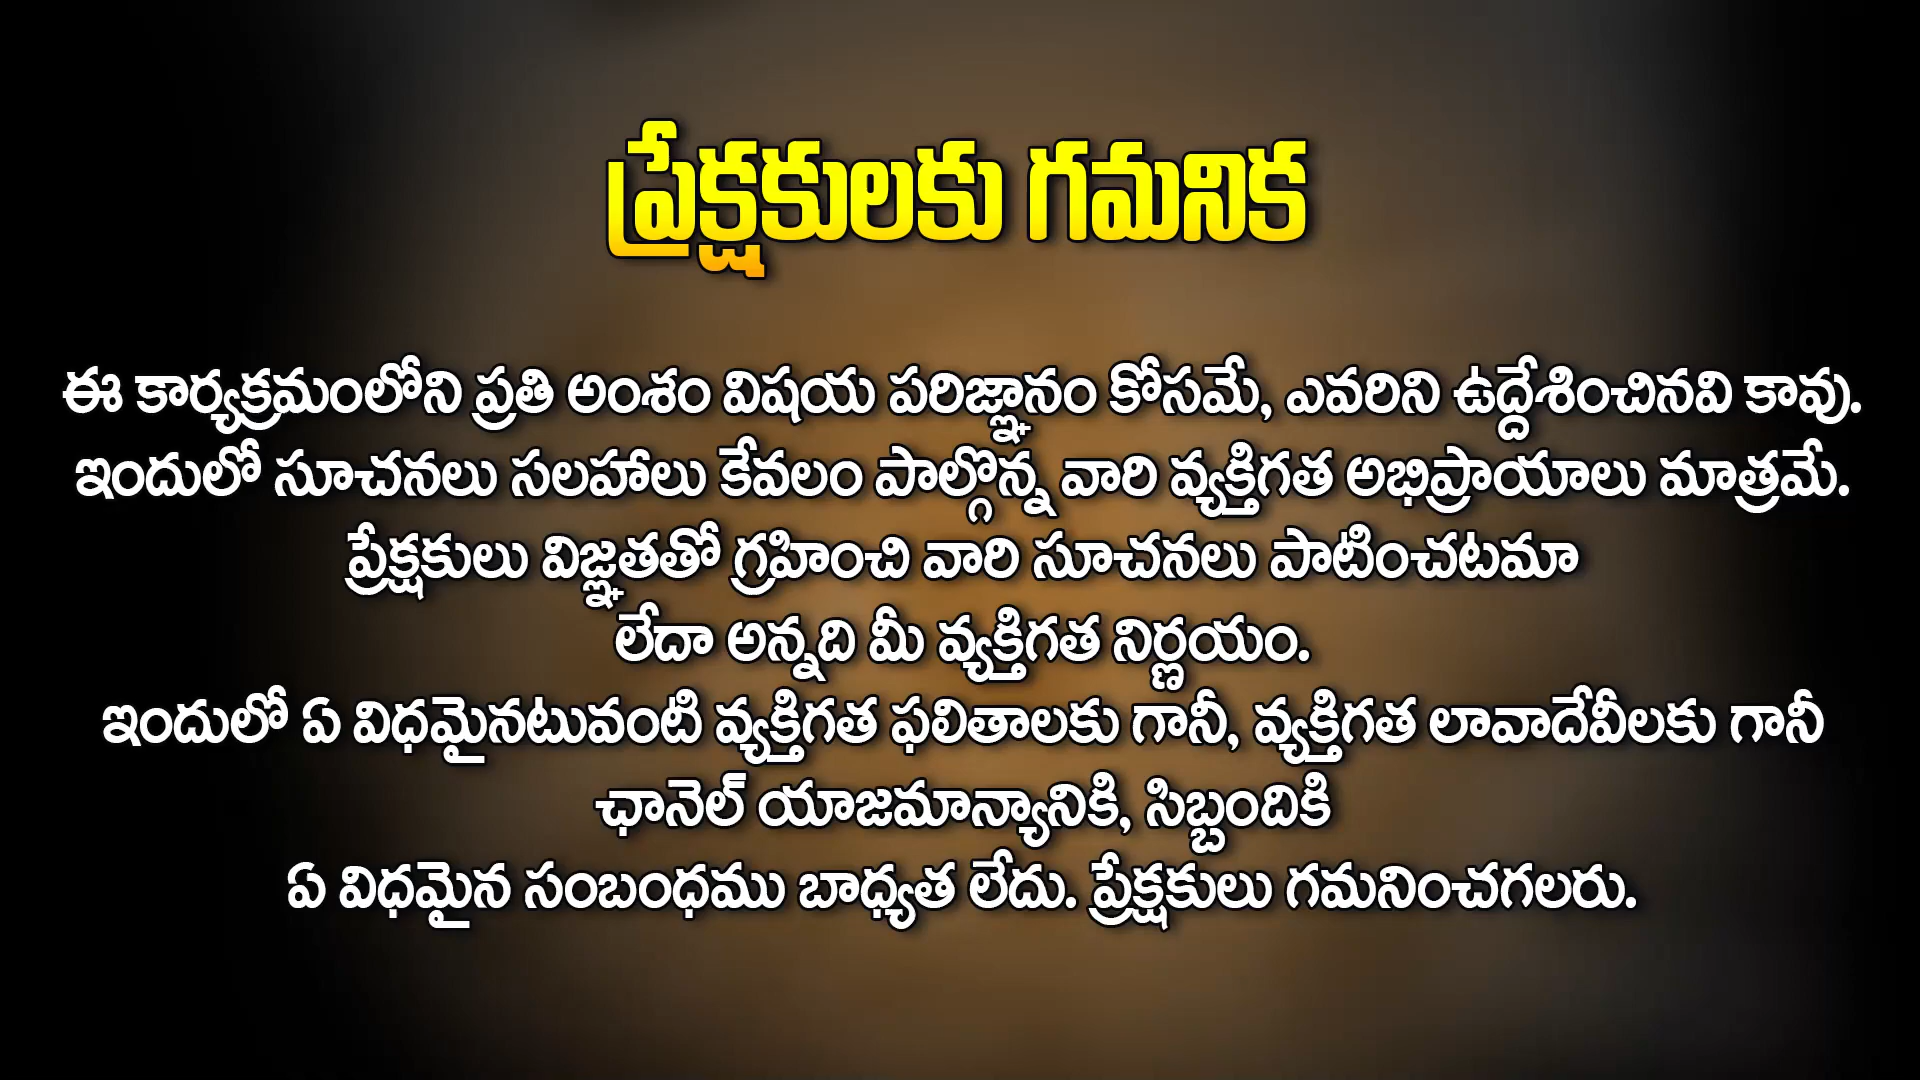 ప్రేక్షకులకు గమనిక
ఈ కార్యక్రమంలోని ప్రతి అంశం విషయ పరిజ్ఞానం కోసమే, ఎవరిని ఉద్దేశించినవి కావు.
ఇందులో సూచనలు సలహాలు కేవలం పాల్గొన్న వారి వ్యక్తిగత అభిప్రాయాలు మాత్రమే.
ప్రేక్షకులు విజ్ఞతతో గ్రహించి వారి సూచనలు పాటించటమా
లేదా అన్నది మీ వ్యక్తిగత నిర్ణయం.
ఇందులో ఏ విధమైనటువంటి వ్యక్తిగత ఫలితాలకు గానీ, వ్యక్తిగత లావాదేవీలకు గానీ
ఛానెల్ యాజమాన్యానికి, సిబ్బందికి
ఏ విధమైన సంబంధము బాధ్యత లేదు. ప్రేక్షకులు గమనించగలరు.